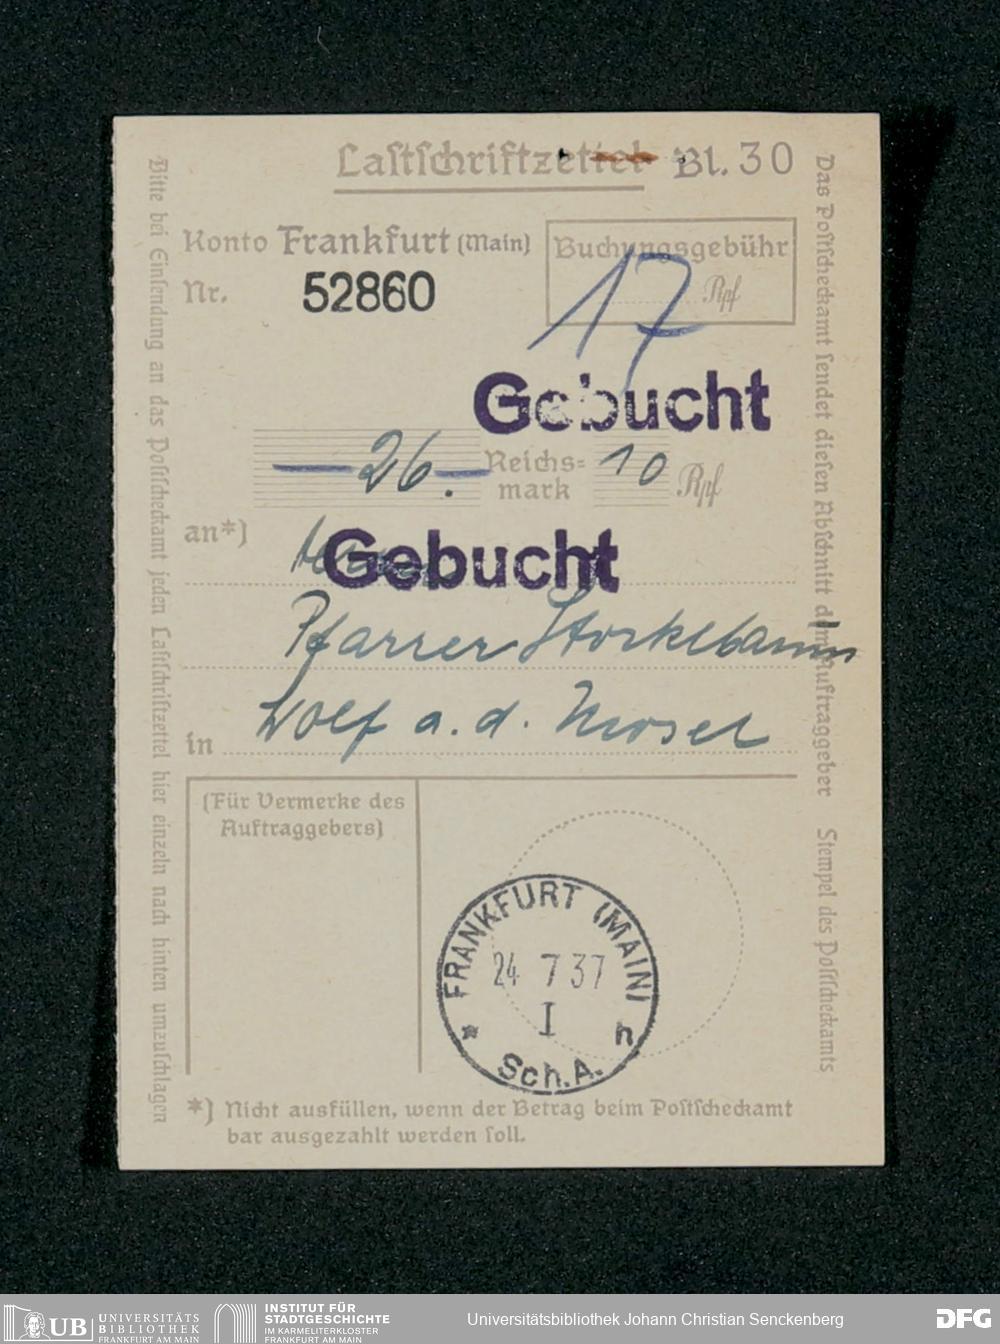 Lastschriftzettel Bl. 30
Konto Frankfurt (Main)
Nr. 52860
Buchungsgebühr
Rpf
17
Gebucht
— 26.— Reichs= 10 Rpf
mark
an*)
Gebucht
Pfarrer Storkebaum
in Wolf a. d. Mosel
(Für Vermerke des
Auftraggebers)
FRANKFURT (MAIN)
24 7 37
I
* h
Sch.A.
*) Nicht ausfüllen, wenn der Betrag beim Postscheckamt
bar ausgezahlt werden soll.
Bitte bei Einsendung an das Postscheckamt jeden Lastschriftzettel hier einzeln nach hinten umzuschlagen
Das Postscheckamt sendet diesen Abschnitt dem Auftraggeber Stempel des Postscheckamts
UB UNIVERSITÄTS
BIBLIOTHEK
FRANKFURT AM MAIN
INSTITUT FÜR
STADTGESCHICHTE
IM KARMELITERKLOSTER
FRANKFURT AM MAIN
Universitätsbibliothek Johann Christian Senckenberg
DFG